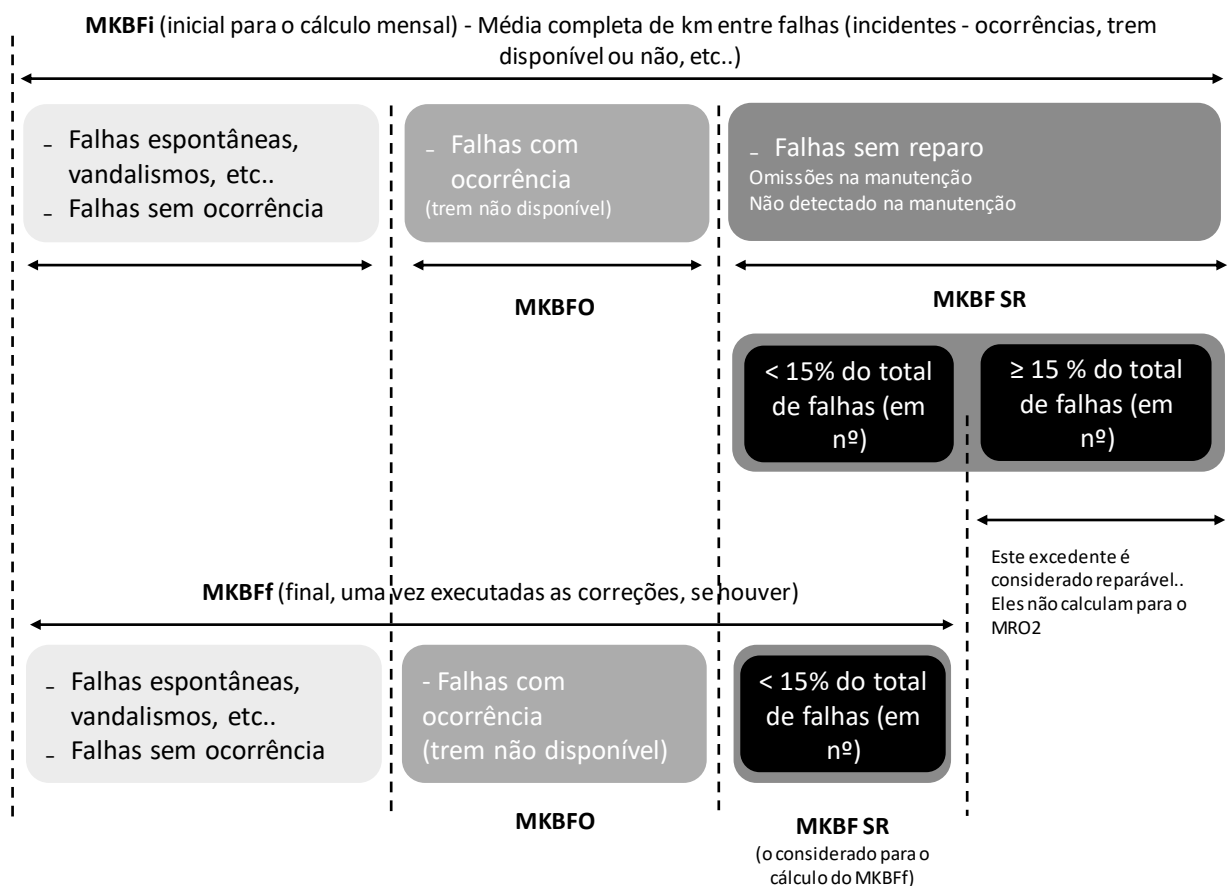 MKBFi (inicial para o cálculo mensal) - Média completa de km entre falhas (incidentes - ocorrências, trem
disponível ou não, etc..)
- Falhas espontâneas,
vandalismos, etc..
- Falhas sem ocorrência
- Falhas com
ocorrência
(trem não disponível)
- Falhas sem reparo
Omissões na manutenção
Não detectado na manutenção
MKBFO
MKBF SR
< 15% do total
de falhas (em
nº)
≥ 15 % do total
de falhas (em
nº)
Este excedente é
considerado reparável..
Eles não calculam para o
MRO2
MKBFf (final, uma vez executadas as correções, se houver)
- Falhas espontâneas,
vandalismos, etc..
- Falhas sem ocorrência
- Falhas com
ocorrência
(trem não disponível)
< 15% do total
de falhas (em
nº)
MKBFO
MKBF SR
(o considerado para o
cálculo do MKBFf)